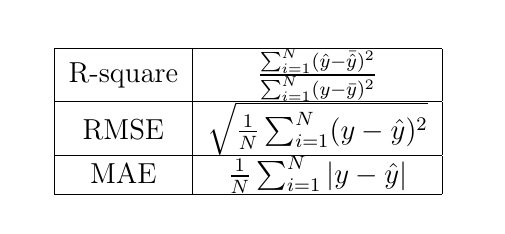 R-square $\frac{\sum_{i=1}^{N}(\hat{y}-\bar{\hat{y}})^2}{\sum_{i=1}^{N}(y-\bar{y})^2}$
RMSE $\sqrt{\frac{1}{N}\sum_{i=1}^{N}(y-\hat{y})^2}$
MAE $\frac{1}{N}\sum_{i=1}^{N}|y-\hat{y}|$